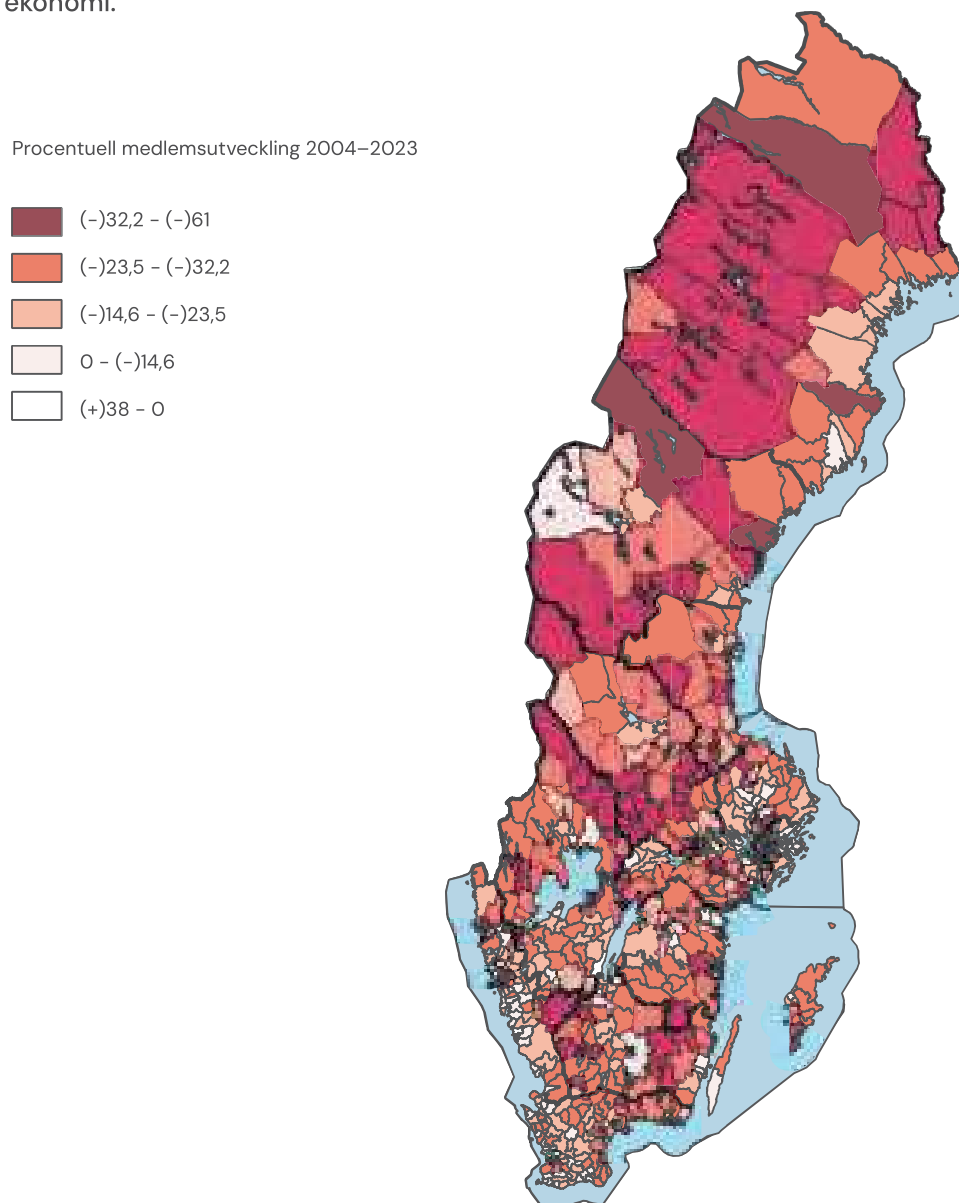 ekonomi.
Procentuell medlemsutveckling 2004–2023
(-)32,2 - (-)61
(-)23,5 - (-)32,2
(-)14,6 - (-)23,5
0 - (-)14,6
(+)38 - 0